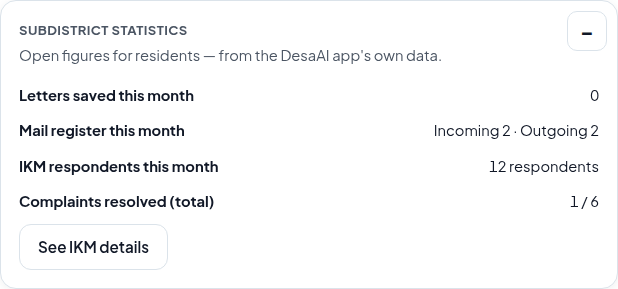 SUBDISTRICT STATISTICS
–
Open figures for residents — from the DesaAI app's own data.
Letters saved this month 0
Mail register this month Incoming 2 · Outgoing 2
IKM respondents this month 12 respondents
Complaints resolved (total) 1 / 6
See IKM details